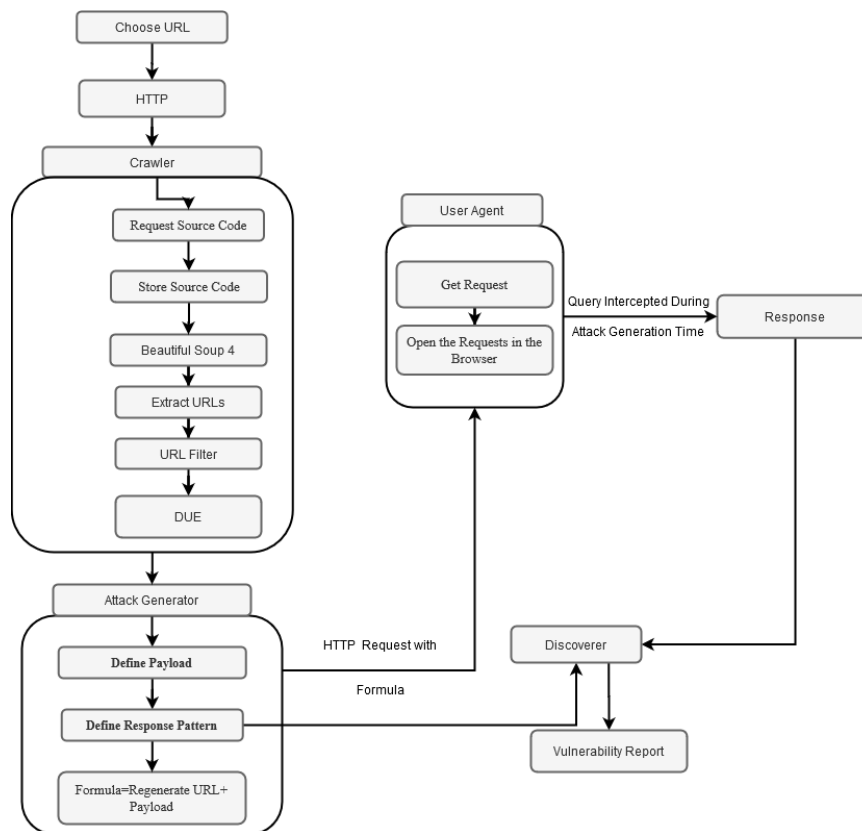 Choose URL
HTTP
Crawler
Request Source Code
Store Source Code
Beautiful Soup 4
Extract URLs
URL Filter
DUE
Attack Generator
Define Payload
Define Response Pattern
Formula=Regenerate URL+
Payload
HTTP Request with
Formula
User Agent
Get Request
Open the Requests in the
Browser
Query Intercepted During
Attack Generation Time
Response
Discoverer
Vulnerability Report